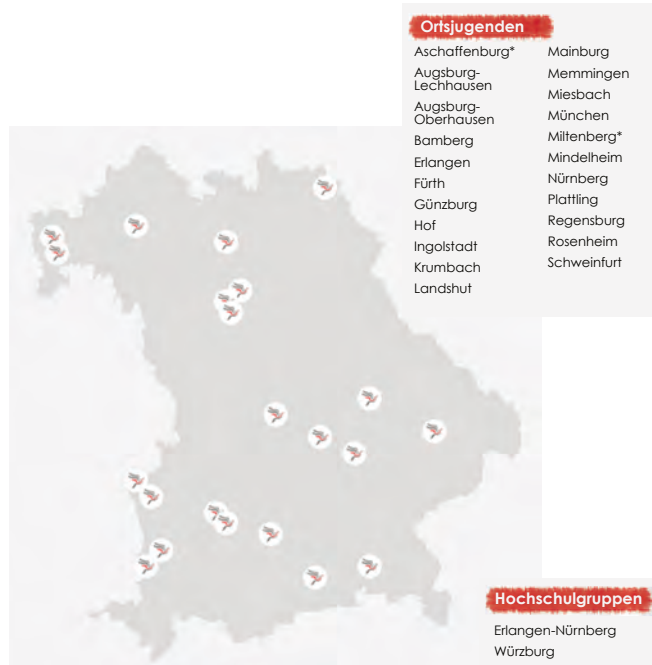 Ortsjugenden
Aschaffenburg*
Augsburg-
Lechhausen
Augsburg-
Oberhausen
Bamberg
Erlangen
Fürth
Günzburg
Hof
Ingolstadt
Krumbach
Landshut
Mainburg
Memmingen
Miesbach
München
Miltenberg*
Mindelheim
Nürnberg
Plattling
Regensburg
Rosenheim
Schweinfurt
Hochschulgruppen
Erlangen-Nürnberg
Würzburg